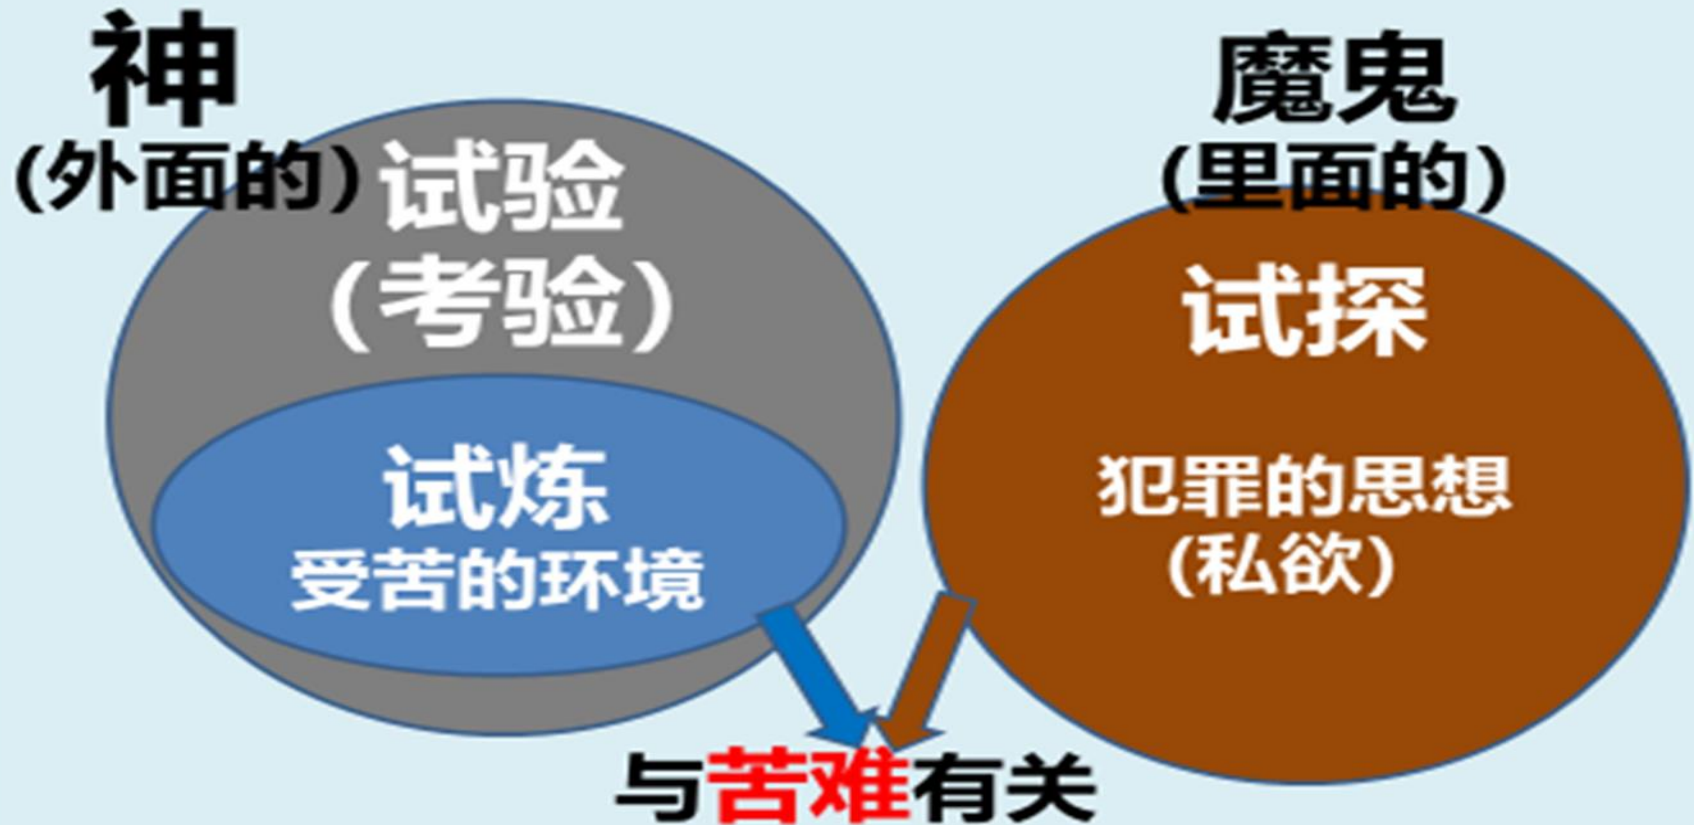 神
(外面的)
试验
(考验)
试炼
受苦的环境
魔鬼
(里面的)
试探
犯罪的思想
(私欲)
与苦难有关